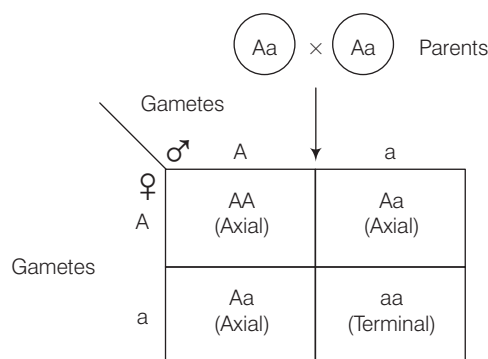 Aa × Aa Parents
Gametes
♂ A a
♀
A AA Aa
(Axial) (Axial)
Gametes
a Aa aa
(Axial) (Terminal)